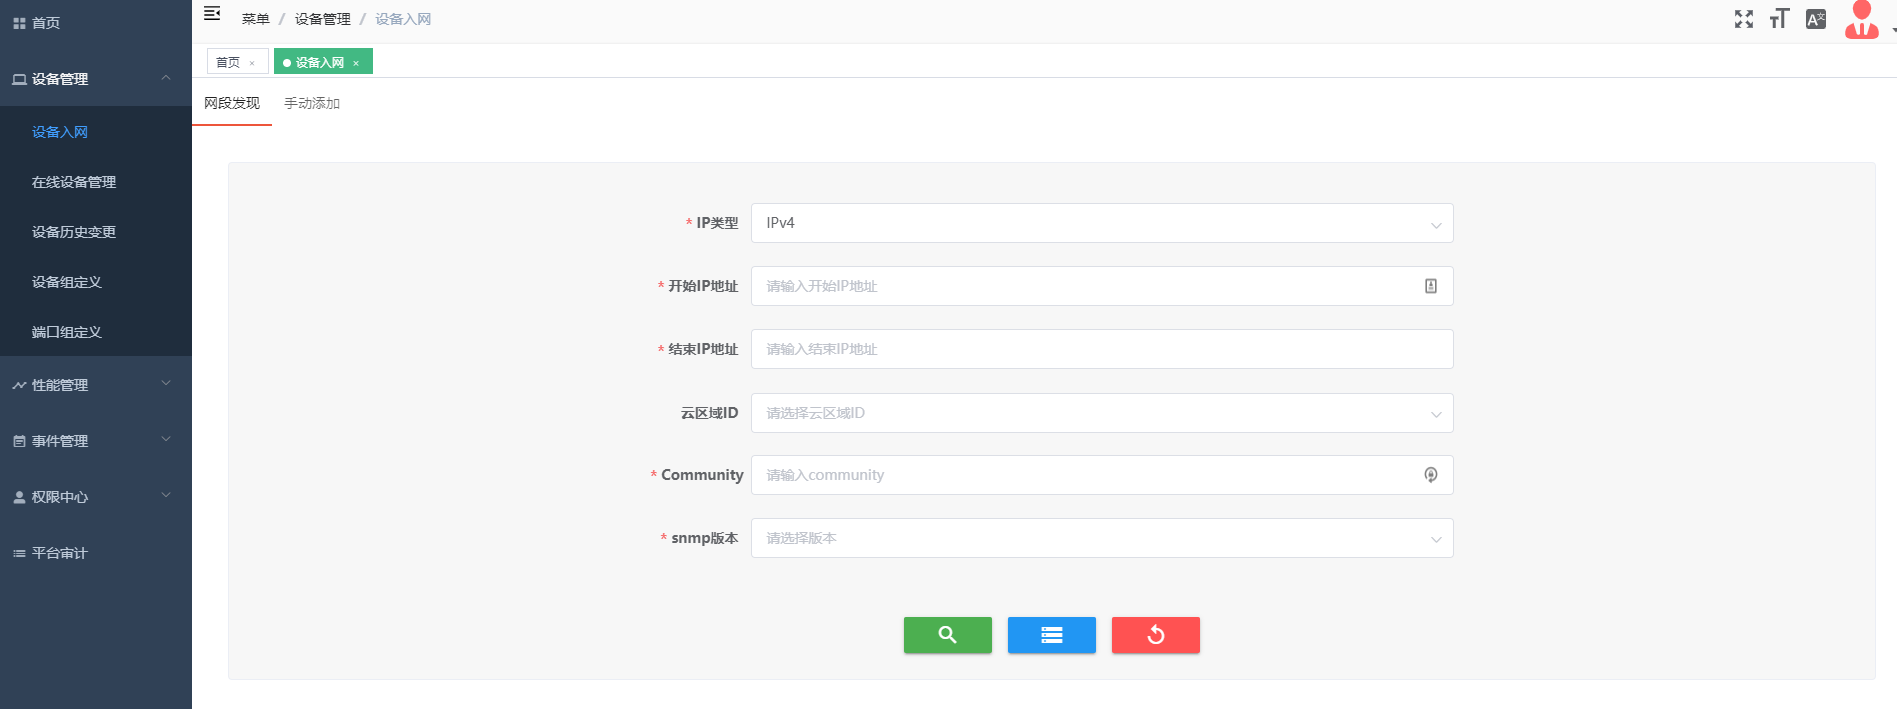 首页
设备管理
设备入网
在线设备管理
设备历史变更
设备组定义
端口组定义
性能管理
事件管理
权限中心
平台审计
菜单 / 设备管理 / 设备入网
首页 × 设备入网 ×
网段发现 手动添加
* IP类型 IPv4
* 开始IP地址 请输入开始IP地址
* 结束IP地址 请输入结束IP地址
云区域ID 请选择云区域ID
* Community 请输入community
* snmp版本 请选择版本